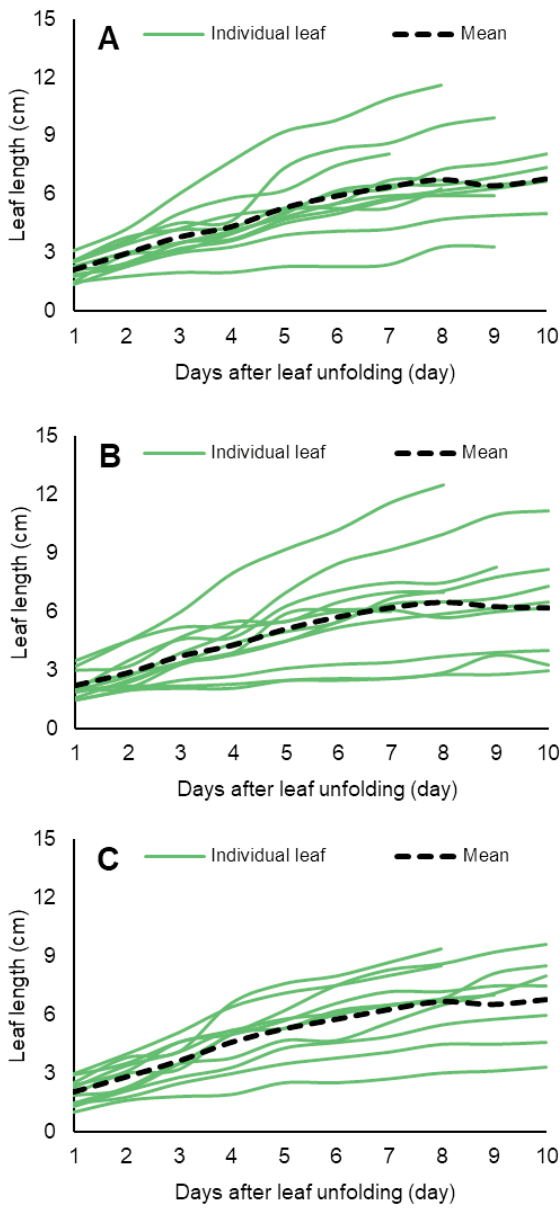 A Individual leaf Mean
15
12
9
6
3
0
Leaf length (cm)
1 2 3 4 5 6 7 8 9 10
Days after leaf unfolding (day)
B Individual leaf Mean
15
12
9
6
3
0
Leaf length (cm)
1 2 3 4 5 6 7 8 9 10
Days after leaf unfolding (day)
C Individual leaf Mean
15
12
9
6
3
0
Leaf length (cm)
1 2 3 4 5 6 7 8 9 10
Days after leaf unfolding (day)